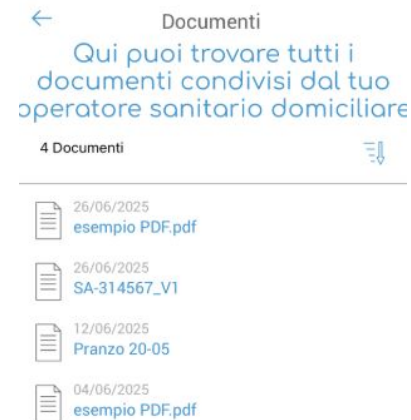 Documenti
Qui puoi trovare tutti i
documenti condivisi dal tuo
operatore sanitario domiciliare
4 Documenti
26/06/2025
esempio PDF.pdf
26/06/2025
SA-314567_V1
12/06/2025
Pranzo 20-05
04/06/2025
esempio PDF.pdf